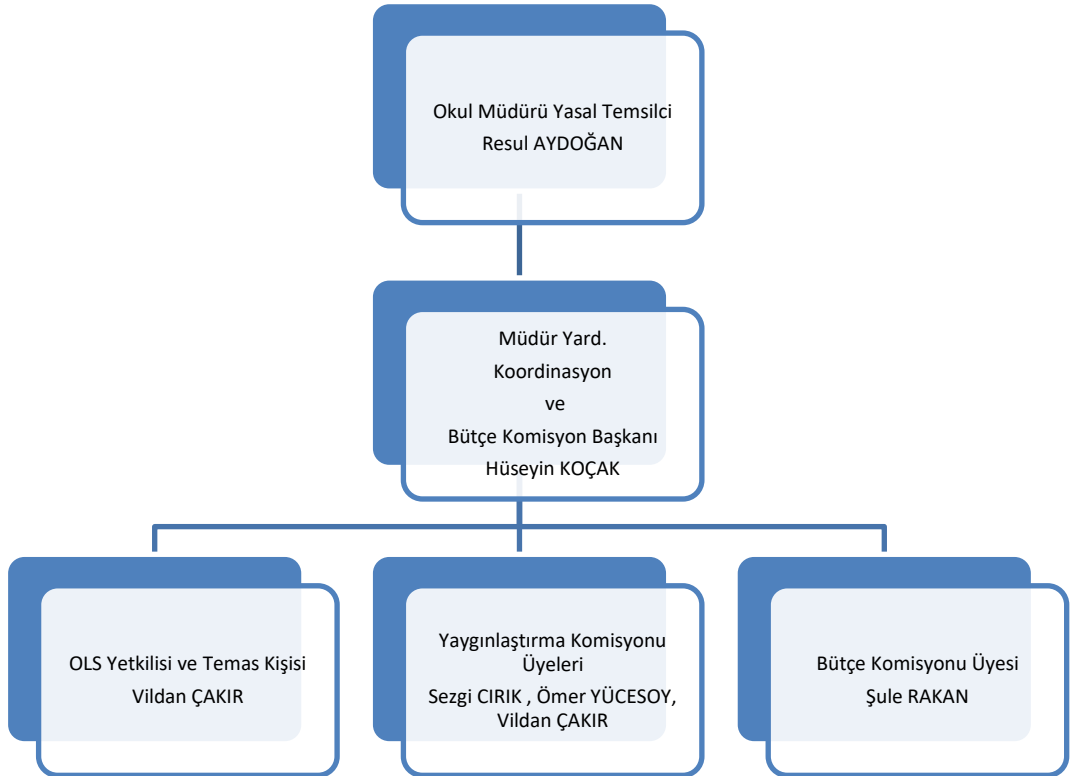 Okul Müdürü Yasal Temsilci
Resul AYDOĞAN
Müdür Yard.
Koordinasyon
ve
Bütçe Komisyon Başkanı
Hüseyin KOÇAK
OLS Yetkilisi ve Temas Kişisi
Vildan ÇAKIR
Yaygınlaştırma Komisyonu
Üyeleri
Sezgi CIRIK , Ömer YÜCESOY,
Vildan ÇAKIR
Bütçe Komisyonu Üyesi
Şule RAKAN